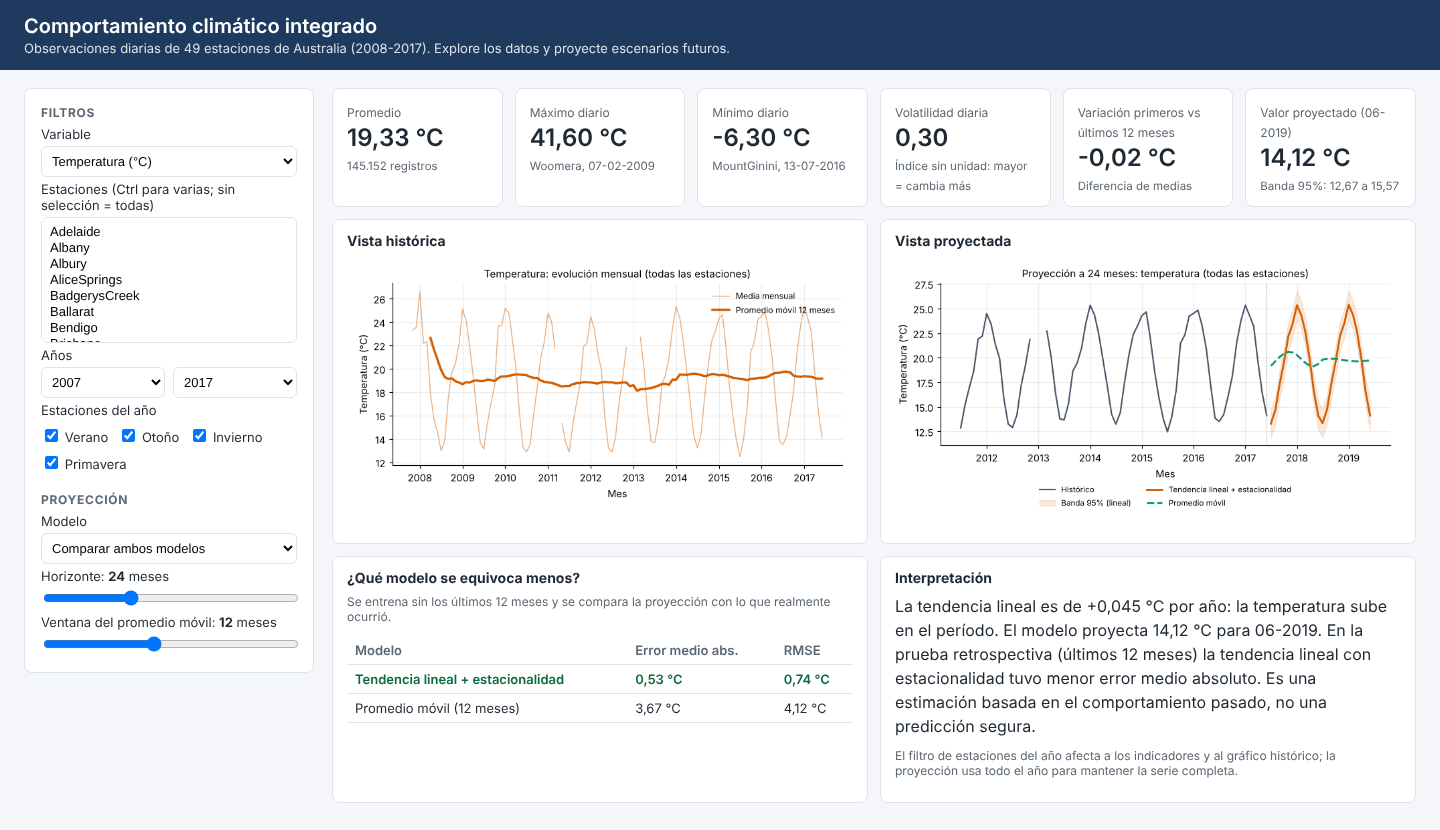 Comportamiento climático integrado
Observaciones diarias de 49 estaciones de Australia (2008-2017). Explore los datos y proyecte escenarios futuros.
FILTROS
Variable
Temperatura (°C)
Estaciones (Ctrl para varias; sin
selección = todas)
Adelaide
Albany
Albury
AliceSprings
BadgerysCreek
Ballarat
Bendigo
Años
2007 2017
Estaciones del año
Verano Otoño Invierno
Primavera
PROYECCIÓN
Modelo
Comparar ambos modelos
Horizonte: 24 meses
Ventana del promedio móvil: 12 meses
Promedio
19,33 °C
145.152 registros
Máximo diario
41,60 °C
Woomera, 07-02-2009
Mínimo diario
-6,30 °C
MountGinini, 13-07-2016
Volatilidad diaria
0,30
Índice sin unidad: mayor
= cambia más
Variación primeros vs
últimos 12 meses
-0,02 °C
Diferencia de medias
Valor proyectado (06-
2019)
14,12 °C
Banda 95%: 12,67 a 15,57
Vista histórica
Temperatura: evolución mensual (todas las estaciones)
Media mensual
Promedio móvil 12 meses
Temperatura (°C)
26
24
22
20
18
16
14
12
2008 2009 2010 2011 2012 2013 2014 2015 2016 2017
Mes
Vista proyectada
Proyección a 24 meses: temperatura (todas las estaciones)
Temperatura (°C)
27.5
25.0
22.5
20.0
17.5
15.0
12.5
2012 2013 2014 2015 2016 2017 2018 2019
Mes
Histórico
Banda 95% (lineal)
Tendencia lineal + estacionalidad
Promedio móvil
¿Qué modelo se equivoca menos?
Se entrena sin los últimos 12 meses y se compara la proyección con lo que realmente
ocurrió.
Modelo Error medio abs. RMSE
Tendencia lineal + estacionalidad 0,53 °C 0,74 °C
Promedio móvil (12 meses) 3,67 °C 4,12 °C
Interpretación
La tendencia lineal es de +0,045 °C por año: la temperatura sube
en el período. El modelo proyecta 14,12 °C para 06-2019. En la
prueba retrospectiva (últimos 12 meses) la tendencia lineal con
estacionalidad tuvo menor error medio absoluto. Es una
estimación basada en el comportamiento pasado, no una
predicción segura.
El filtro de estaciones del año afecta a los indicadores y al gráfico histórico; la
proyección usa todo el año para mantener la serie completa.